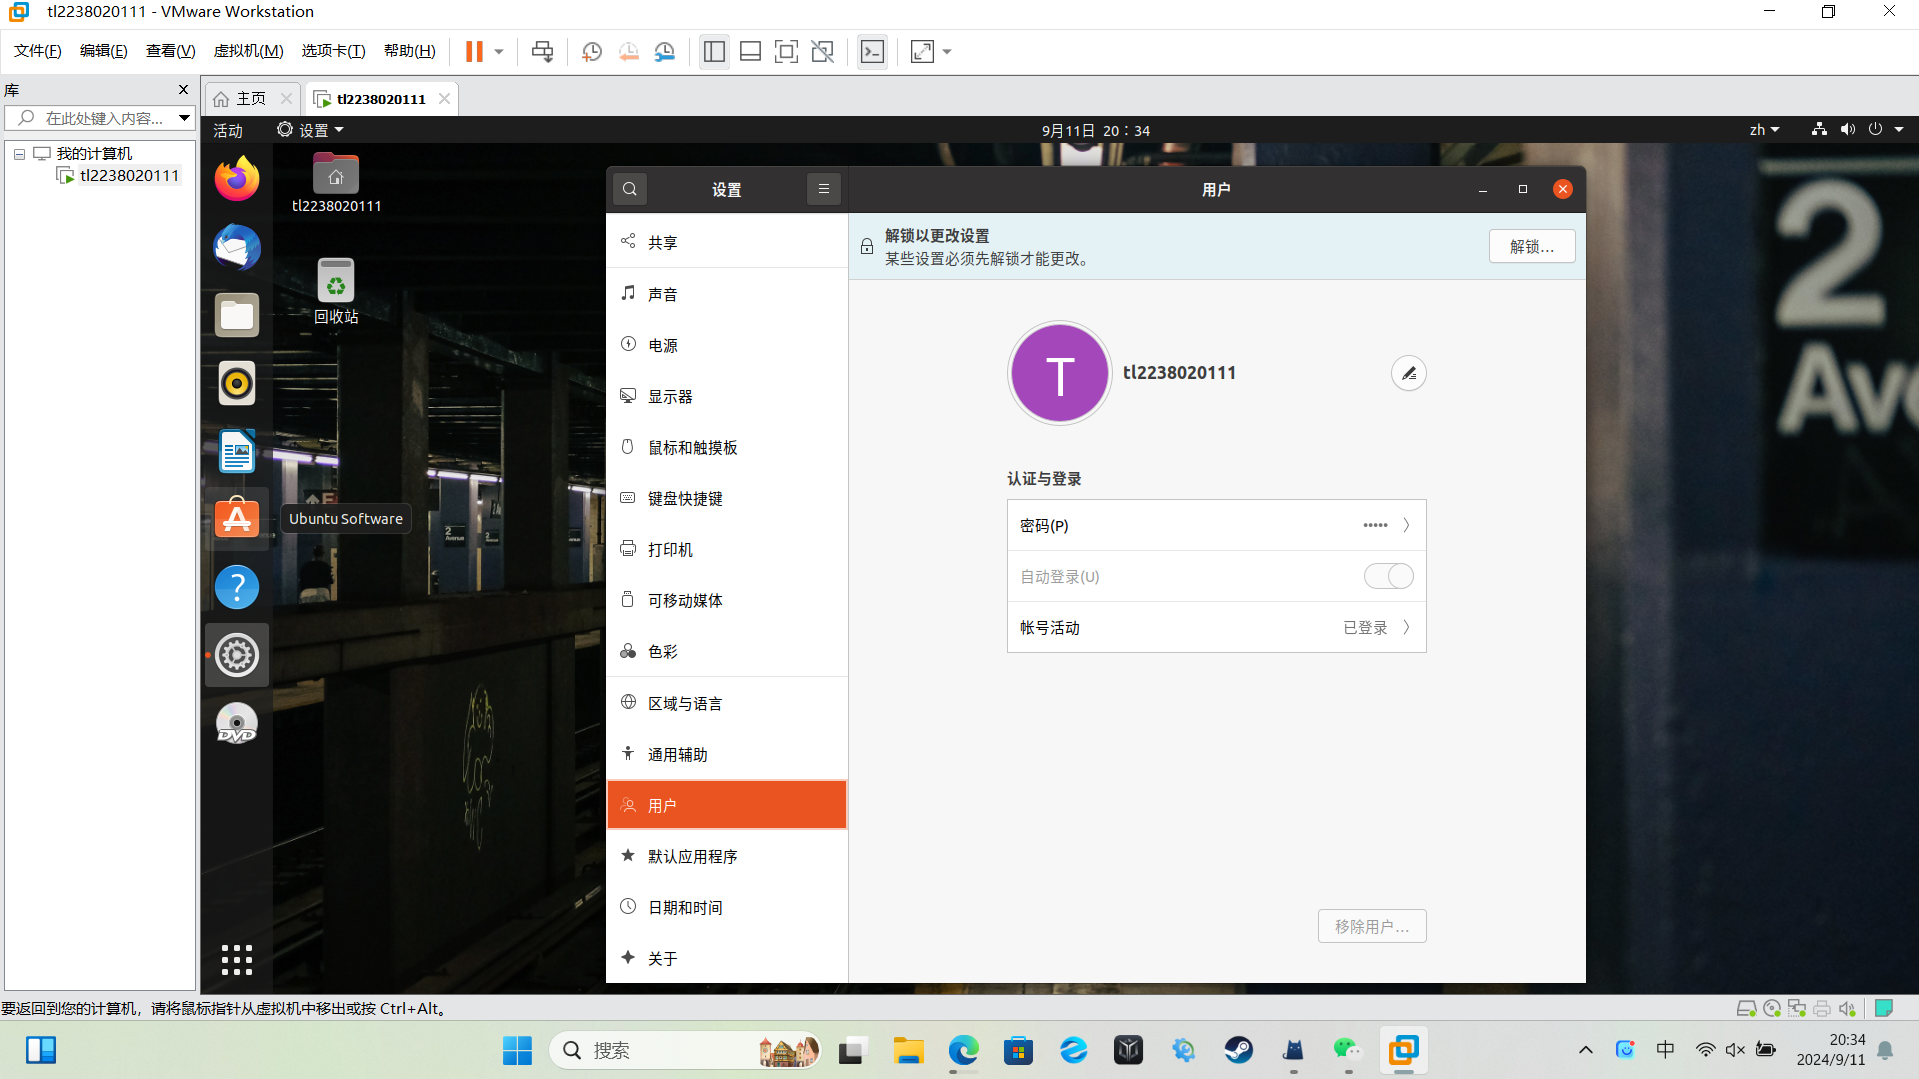 tl2238020111 - VMware Workstation
文件(F) 编辑(E) 查看(V) 虚拟机(M) 选项卡(T) 帮助(H)
库
在此处键入内容...
我的计算机
tl2238020111
主页
tl2238020111
活动 设置 9月11日 20：34 zh
tl2238020111
回收站
Ubuntu Software
DVD
2
Ave
2
Avenue
2
设置
共享
声音
电源
显示器
鼠标和触摸板
键盘快捷键
打印机
可移动媒体
色彩
区域与语言
通用辅助
用户
默认应用程序
日期和时间
关于
用户
解锁以更改设置
某些设置必须先解锁才能更改。
解锁…
T
tl2238020111
认证与登录
密码(P) •••••
自动登录(U)
帐号活动 已登录
移除用户…
要返回到您的计算机，请将鼠标指针从虚拟机中移出或按 Ctrl+Alt。
搜索
中
20:34
2024/9/11